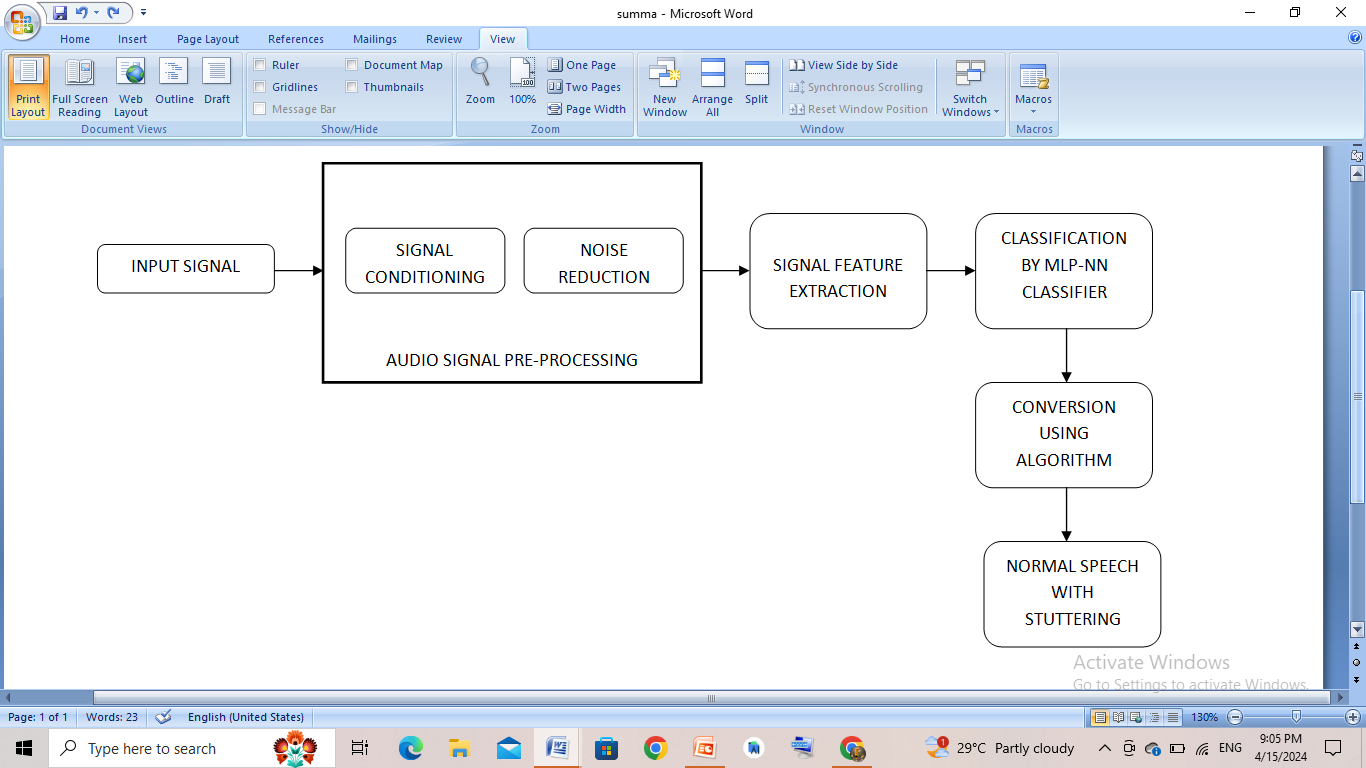 summa - Microsoft Word
Home Insert Page Layout References Mailings Review View
Ruler Document Map One Page View Side by Side
Gridlines Thumbnails Two Pages Synchronous Scrolling
Message Bar Page Width Reset Window Position
Print Layout
Full Screen Reading
Web Layout
Outline
Draft
Zoom
100%
New Window
Arrange All
Split
Switch Windows
Macros
Document Views Show/Hide Zoom Window Macros
INPUT SIGNAL
SIGNAL
CONDITIONING
NOISE
REDUCTION
AUDIO SIGNAL PRE-PROCESSING
SIGNAL FEATURE
EXTRACTION
CLASSIFICATION
BY MLP-NN
CLASSIFIER
CONVERSION
USING
ALGORITHM
NORMAL SPEECH
WITH
STUTTERING
Activate Windows
Go to Settings to activate Windows.
Page: 1 of 1 Words: 23 English (United States) 130%
Type here to search
29°C Partly cloudy
ENG
9:05 PM
4/15/2024